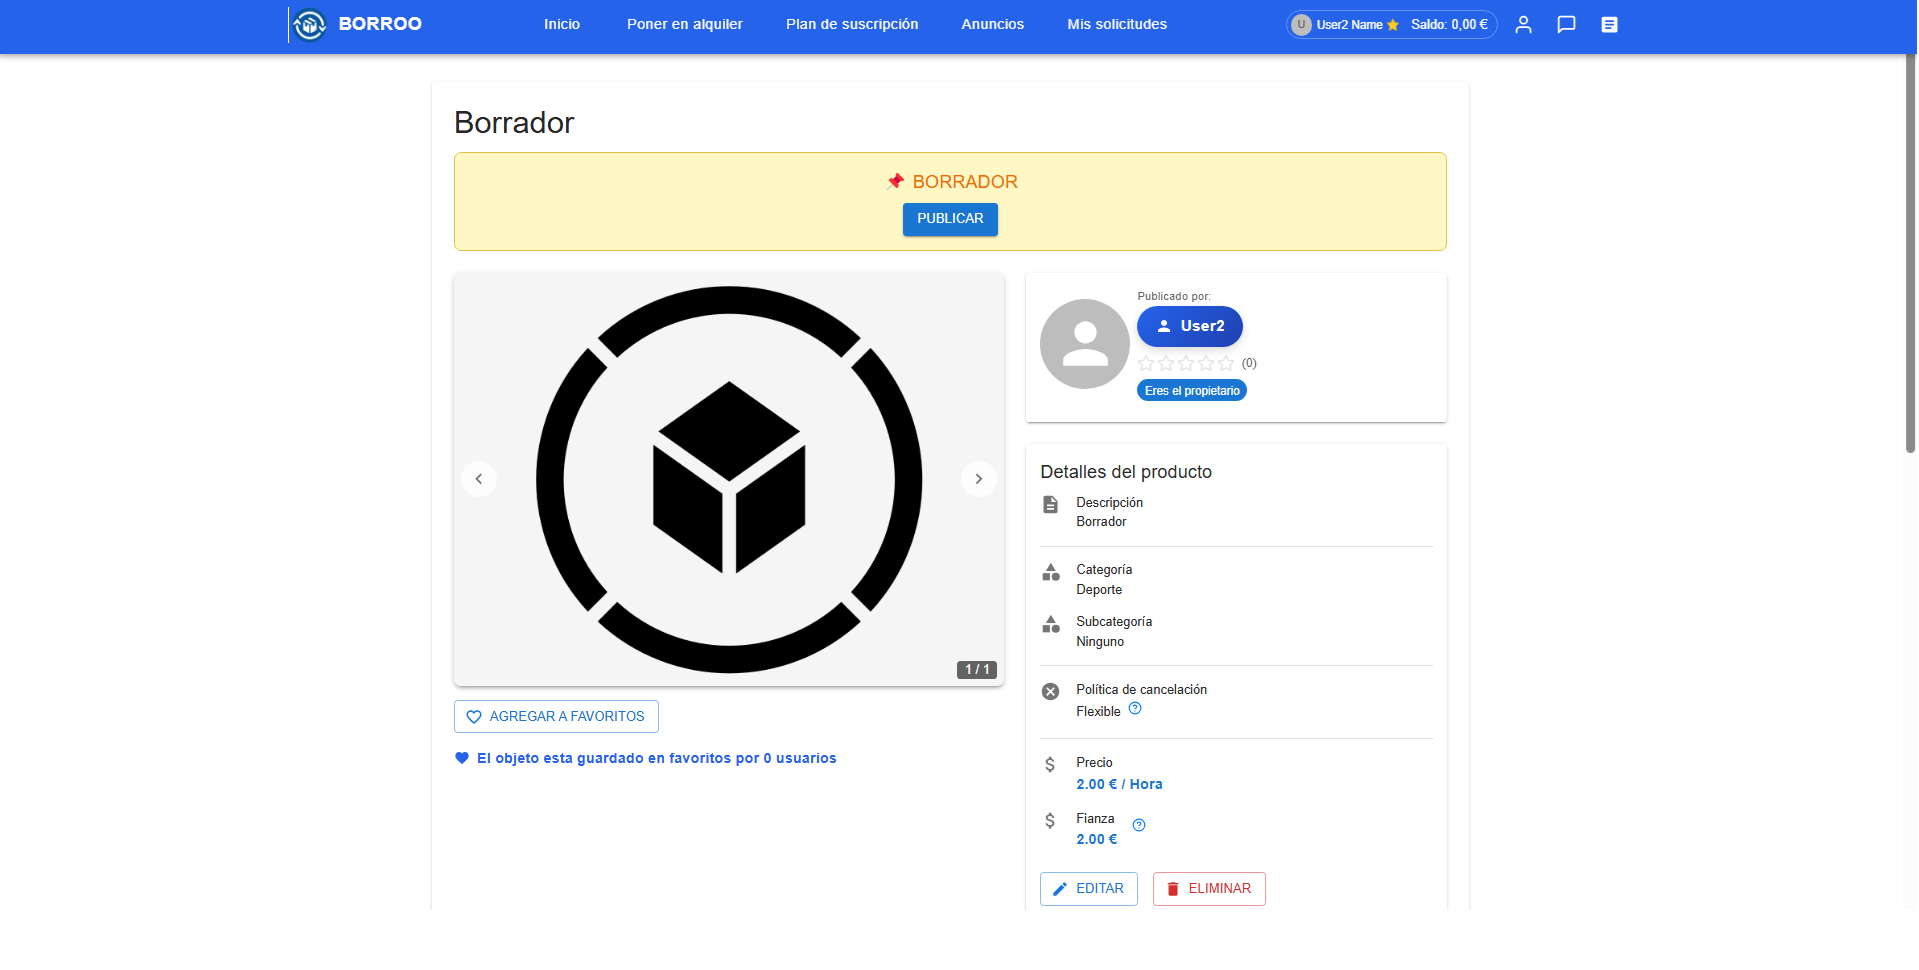 BORROO
Inicio
Poner en alquiler
Plan de suscripción
Anuncios
Mis solicitudes
U
User2 Name
Saldo: 0,00 €
Borrador
BORRADOR
PUBLICAR
Publicado por:
User2
(0)
Eres el propietario
1 / 1
AGREGAR A FAVORITOS
El objeto esta guardado en favoritos por 0 usuarios
Detalles del producto
Descripción
Borrador
Categoría
Deporte
Subcategoría
Ninguno
Política de cancelación
Flexible
Precio
2.00 € / Hora
Fianza
2.00 €
EDITAR
ELIMINAR